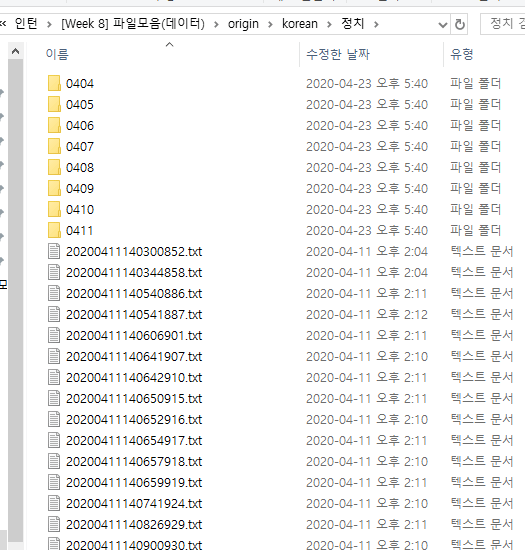 인턴 > [Week 8] 파일모음(데이터) > origin > korean > 정치 정치 검
이름 수정한 날짜 유형
0404 2020-04-23 오후 5:40 파일 폴더
0405 2020-04-23 오후 5:40 파일 폴더
0406 2020-04-23 오후 5:40 파일 폴더
0407 2020-04-23 오후 5:40 파일 폴더
0408 2020-04-23 오후 5:40 파일 폴더
0409 2020-04-23 오후 5:40 파일 폴더
0410 2020-04-23 오후 5:40 파일 폴더
0411 2020-04-23 오후 5:40 파일 폴더
20200411140300852.txt 2020-04-11 오후 2:04 텍스트 문서
20200411140344858.txt 2020-04-11 오후 2:04 텍스트 문서
20200411140540886.txt 2020-04-11 오후 2:11 텍스트 문서
20200411140541887.txt 2020-04-11 오후 2:12 텍스트 문서
20200411140606901.txt 2020-04-11 오후 2:11 텍스트 문서
20200411140641907.txt 2020-04-11 오후 2:10 텍스트 문서
20200411140642910.txt 2020-04-11 오후 2:11 텍스트 문서
20200411140650915.txt 2020-04-11 오후 2:11 텍스트 문서
20200411140652916.txt 2020-04-11 오후 2:10 텍스트 문서
20200411140654917.txt 2020-04-11 오후 2:11 텍스트 문서
20200411140657918.txt 2020-04-11 오후 2:10 텍스트 문서
20200411140659919.txt 2020-04-11 오후 2:11 텍스트 문서
20200411140741924.txt 2020-04-11 오후 2:10 텍스트 문서
20200411140826929.txt 2020-04-11 오후 2:11 텍스트 문서
20200411140900930.txt 2020-04-11 오후 2:10 텍스트 문서